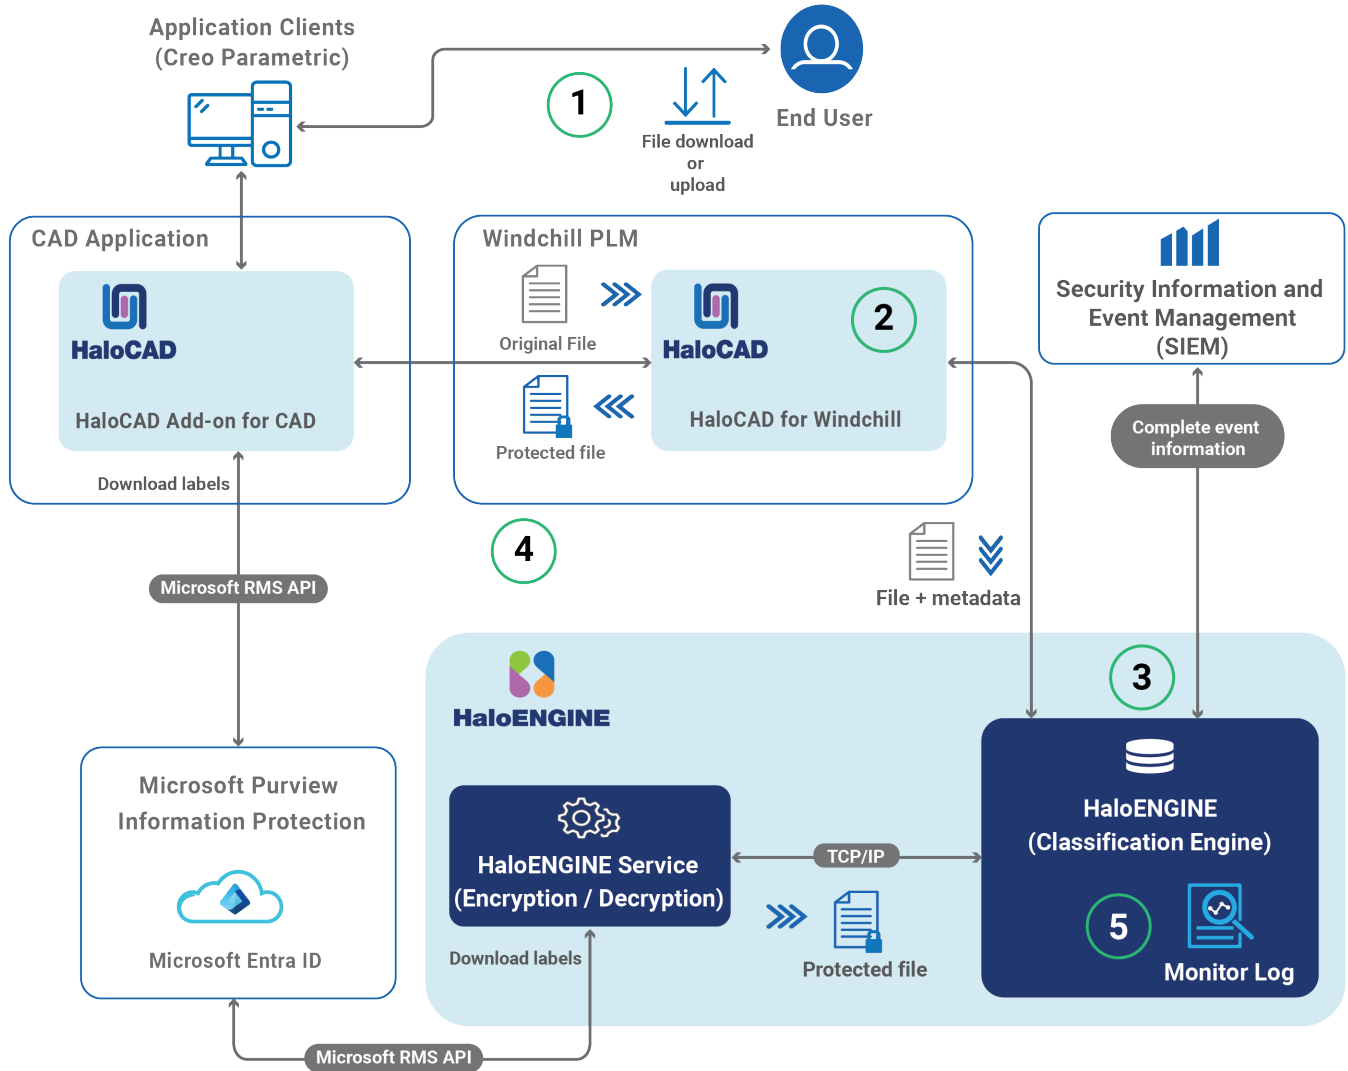 Application Clients
(Creo Parametric)
1
File download
or
upload
End User
CAD Application
HaloCAD
HaloCAD Add-on for CAD
Download labels
Windchill PLM
Original File
Protected file
HaloCAD
2
HaloCAD for Windchill
Security Information and
Event Management
(SIEM)
Complete event
information
4
File + metadata
Microsoft RMS API
3
HaloENGINE
Microsoft Purview
Information Protection
Microsoft Entra ID
HaloENGINE Service
(Encryption / Decryption)
Download labels
TCP/IP
Protected file
HaloENGINE
(Classification Engine)
5
Monitor Log
Microsoft RMS API